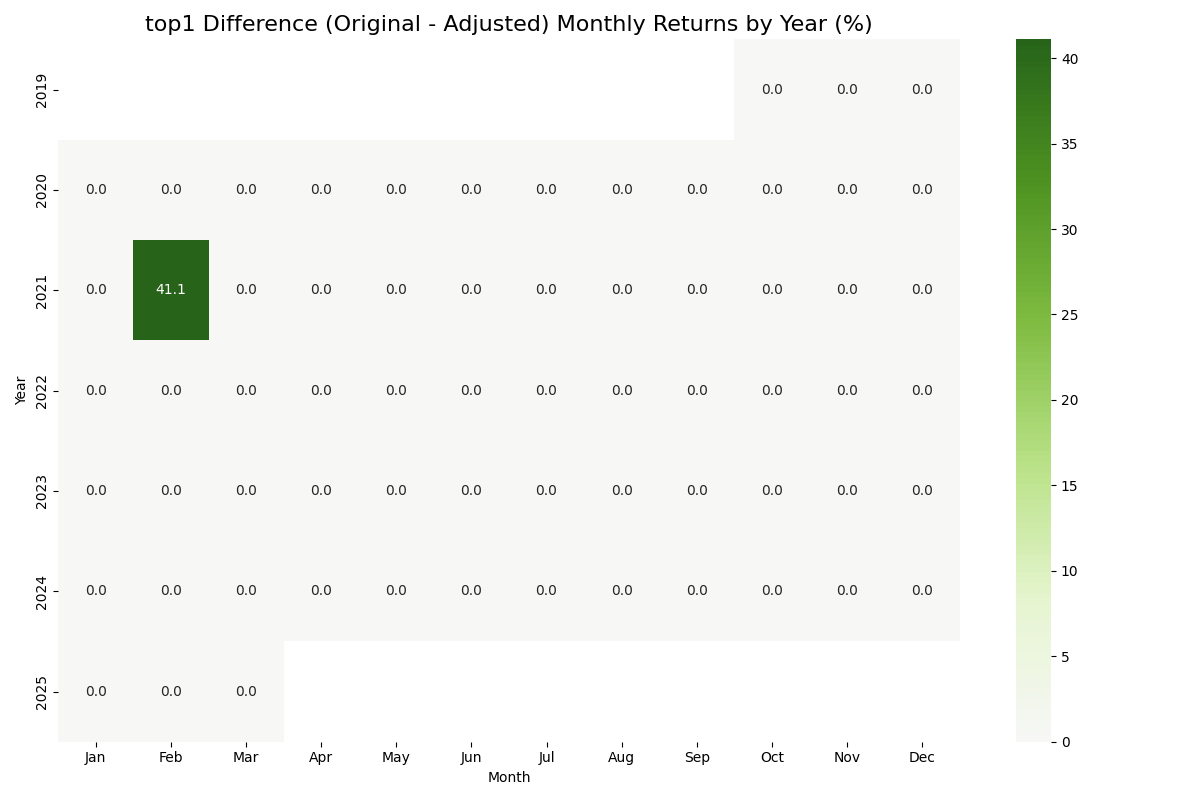 top1 Difference (Original - Adjusted) Monthly Returns by Year (%)
2019 0.0 0.0 0.0
2020 0.0 0.0 0.0 0.0 0.0 0.0 0.0 0.0 0.0 0.0 0.0 0.0
2021 0.0 41.1 0.0 0.0 0.0 0.0 0.0 0.0 0.0 0.0 0.0 0.0
2022 0.0 0.0 0.0 0.0 0.0 0.0 0.0 0.0 0.0 0.0 0.0 0.0
2023 0.0 0.0 0.0 0.0 0.0 0.0 0.0 0.0 0.0 0.0 0.0 0.0
2024 0.0 0.0 0.0 0.0 0.0 0.0 0.0 0.0 0.0 0.0 0.0 0.0
2025 0.0 0.0 0.0
Year
Jan Feb Mar Apr May Jun Jul Aug Sep Oct Nov Dec
Month
40
35
30
25
20
15
10
5
0